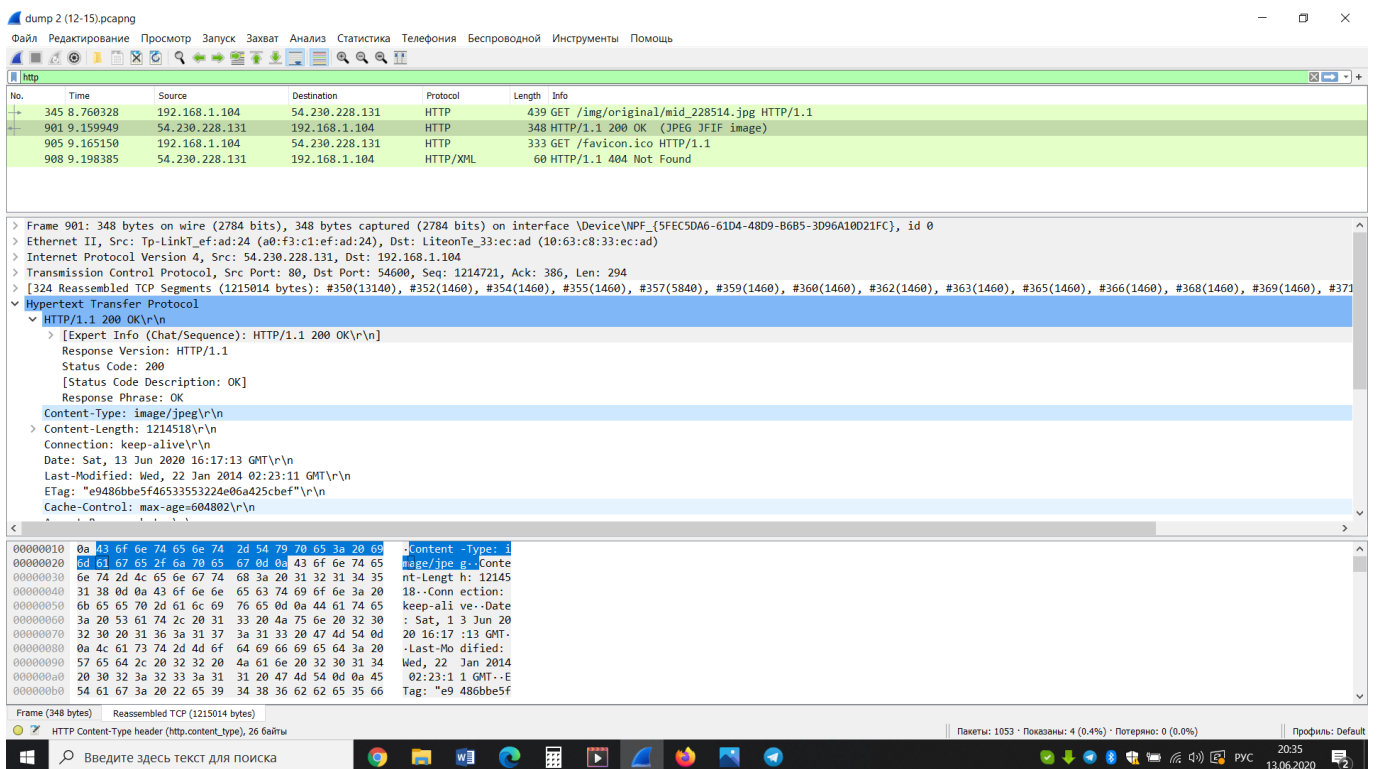 dump 2 (12-15).pcapng
Файл Редактирование Просмотр Запуск Захват Анализ Статистика Телефония Беспроводной Инструменты Помощь
http
No. Time Source Destination Protocol Length Info
345 8.760328 192.168.1.104 54.230.228.131 HTTP 439 GET /img/original/mid_228514.jpg HTTP/1.1
901 9.159949 54.230.228.131 192.168.1.104 HTTP 348 HTTP/1.1 200 OK (JPEG JFIF image)
905 9.165150 192.168.1.104 54.230.228.131 HTTP 333 GET /favicon.ico HTTP/1.1
908 9.198385 54.230.228.131 192.168.1.104 HTTP/XML 60 HTTP/1.1 404 Not Found
> Frame 901: 348 bytes on wire (2784 bits), 348 bytes captured (2784 bits) on interface \Device\NPF_{5FEC5DA6-61D4-48D9-B6B5-3D96A10D21FC}, id 0
> Ethernet II, Src: Tp-LinkT_ef:ad:24 (a0:f3:c1:ef:ad:24), Dst: LiteonTe_33:ec:ad (10:63:c8:33:ec:ad)
> Internet Protocol Version 4, Src: 54.230.228.131, Dst: 192.168.1.104
> Transmission Control Protocol, Src Port: 80, Dst Port: 54600, Seq: 1214721, Ack: 386, Len: 294
> [324 Reassembled TCP Segments (1215014 bytes): #350(13140), #352(1460), #354(1460), #355(1460), #357(5840), #359(1460), #360(1460), #362(1460), #363(1460), #365(1460), #366(1460), #368(1460), #369(1460), #371
Hypertext Transfer Protocol
HTTP/1.1 200 OK\r\n
> [Expert Info (Chat/Sequence): HTTP/1.1 200 OK\r\n]
Response Version: HTTP/1.1
Status Code: 200
[Status Code Description: OK]
Response Phrase: OK
Content-Type: image/jpeg\r\n
> Content-Length: 1214518\r\n
Connection: keep-alive\r\n
Date: Sat, 13 Jun 2020 16:17:13 GMT\r\n
Last-Modified: Wed, 22 Jan 2014 02:23:11 GMT\r\n
ETag: "e9486bbe5f46533553224e06a425cbef"\r\n
Cache-Control: max-age=604802\r\n
00000010 0a 43 6f 6e 74 65 6e 74 2d 54 79 70 65 3a 20 69 ·Content -Type: i
00000020 6d 61 67 65 2f 6a 70 65 67 0d 0a 43 6f 6e 74 65 mage/jpe g··Conte
00000030 6e 74 2d 4c 65 6e 67 74 68 3a 20 31 32 31 34 35 nt-Lengt h: 12145
00000040 31 38 0d 0a 43 6f 6e 6e 65 63 74 69 6f 6e 3a 20 18··Conn ection:
00000050 6b 65 65 70 2d 61 6c 69 76 65 0d 0a 44 61 74 65 keep-ali ve··Date
00000060 3a 20 53 61 74 2c 20 31 33 20 4a 75 6e 20 32 30 : Sat, 1 3 Jun 20
00000070 32 30 20 31 36 3a 31 37 3a 31 33 20 47 4d 54 0d 20 16:17 :13 GMT·
00000080 0a 4c 61 73 74 2d 4d 6f 64 69 66 69 65 64 3a 20 ·Last-Mo dified:
00000090 57 65 64 2c 20 32 32 20 4a 61 6e 20 32 30 31 34 Wed, 22 Jan 2014
000000a0 20 30 32 3a 32 33 3a 31 31 20 47 4d 54 0d 0a 45 02:23:1 1 GMT··E
000000b0 54 61 67 3a 20 22 65 39 34 38 36 62 62 65 35 66 Tag: "e9 486bbe5f
Frame (348 bytes) Reassembled TCP (1215014 bytes)
HTTP Content-Type header (http.content_type), 26 байты Пакеты: 1053 · Показаны: 4 (0.4%) · Потеряно: 0 (0.0%) Профиль: Default
Введите здесь текст для поиска
РУС
20:35
13.06.2020
2